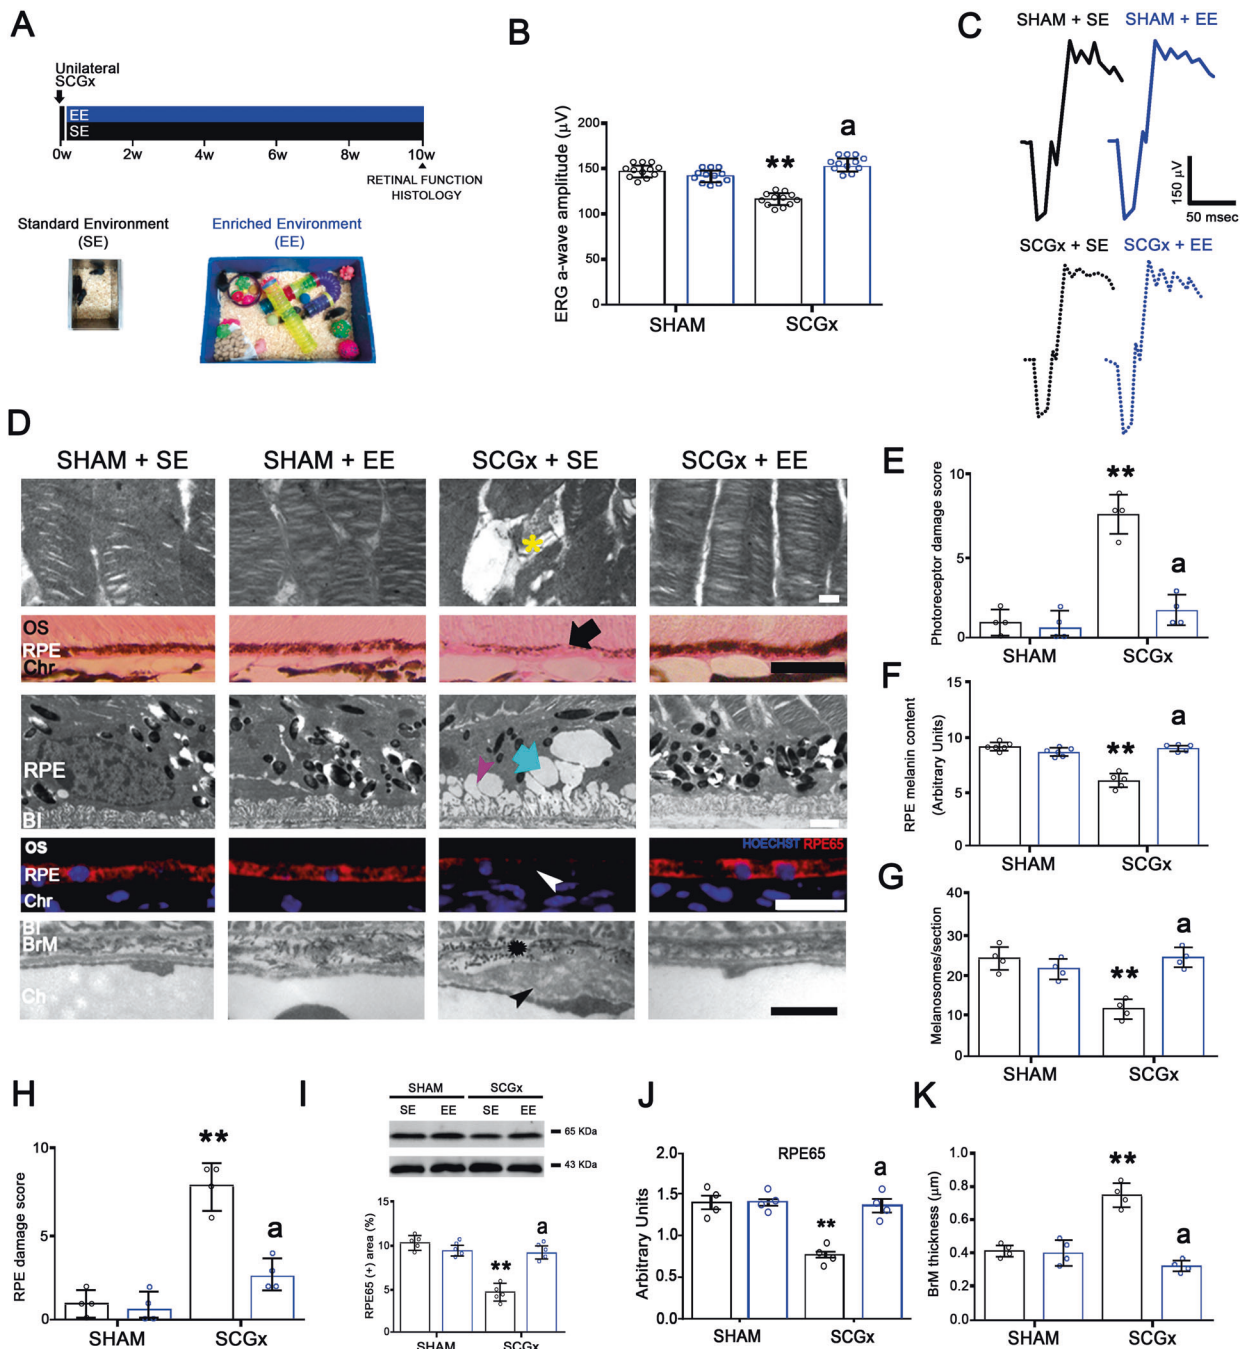 A
Unilateral
SCGx
EE
SE
0w 2w 4w 6w 8w 10w
RETINAL FUNCTION
HISTOLOGY
Standard Environment
(SE)
Enriched Environment
(EE)
B
ERG a-wave amplitude (µV)
200
150
100
50
0
**
a
SHAM SCGx
C
SHAM + SE SHAM + EE
150 µV
50 msec
SCGx + SE SCGx + EE
D
SHAM + SE SHAM + EE SCGx + SE SCGx + EE
*
OS
RPE
Chr
RPE
BI
OS
RPE
Chr
HOECHST RPE65
BI
BrM
Ch
E
Photoreceptor damage score
10
5
0
**
a
SHAM SCGx
F
RPE melanin content
(Arbitrary Units)
15
10
5
0
**
a
SHAM SCGx
G
Melanosomes/section
40
30
20
10
0
**
a
SHAM SCGx
H
RPE damage score
10
5
0
**
a
SHAM SCGx
I
SHAM SCGx
SE EE SE EE
65 KDa
43 KDa
RPE65 (+) darea (%)
15
10
5
0
**
a
SHAM SCGx
J
RPE65
Arbitrary Units
2.0
1.5
1.0
0.5
0.0
**
a
SHAM SCGx
K
BrM thickness (µm)
1.0
0.8
0.6
0.4
0.2
0.0
**
a
SHAM SCGx